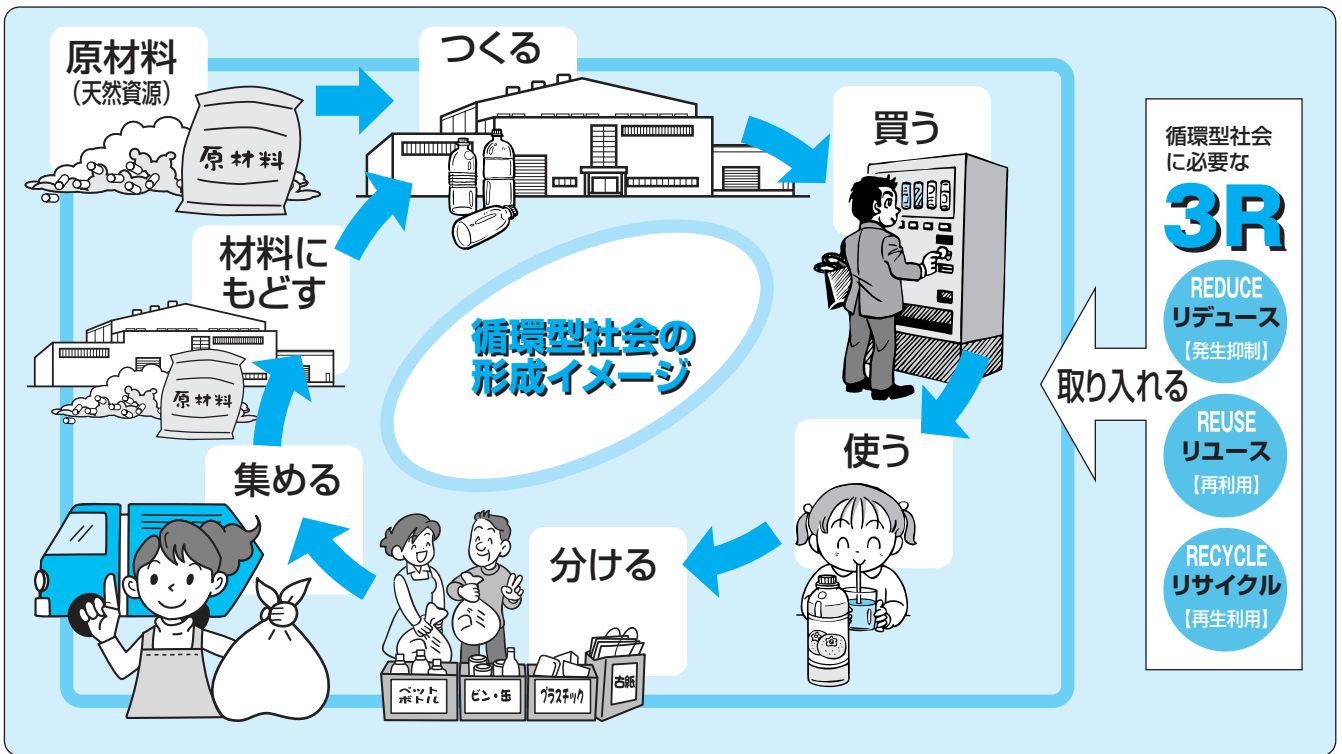 原材料
(天然資源)
原材料
つくる
買う
材料に
もどす
原材料
循環型社会の
形成イメージ
使う
集める
分ける
ペット
ボトル
ビン・缶
プラスチック
古紙
循環型社会
に必要な
3R
REDUCE
リデュース
【発生抑制】
取り入れる
REUSE
リユース
【再利用】
RECYCLE
リサイクル
【再生利用】